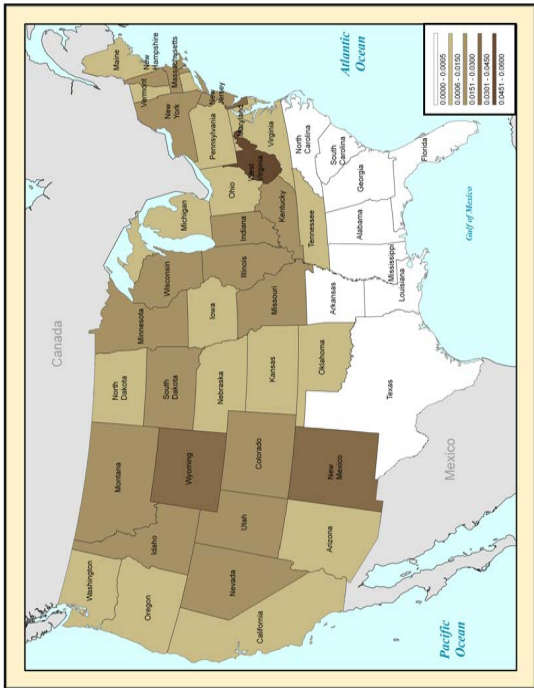 Canada
Washington
Oregon
California
Idaho
Nevada
Montana
Wyoming
Utah
Arizona
Colorado
New
Mexico
North
Dakota
South
Dakota
Nebraska
Kansas
Oklahoma
Texas
Minnesota
Iowa
Missouri
Arkansas
Louisiana
Wisconsin
Illinois
Mississippi
Michigan
Indiana
Kentucky
Tennessee
Alabama
Ohio
West
Virginia
Georgia
Florida
Pennsylvania
Virginia
North
Carolina
South
Carolina
New
York
Vermont
Maine
New
Hampshire
Massachusetts
New
Jersey
Maryland
Atlantic
Ocean
Gulf of Mexico
Mexico
Pacific
Ocean
0.0000 - 0.0005
0.0006 - 0.0150
0.0151 - 0.0300
0.0301 - 0.0450
0.0451 - 0.0600